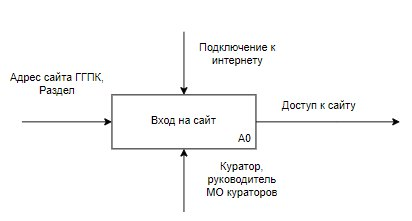 Подключение к
интернету
Адрес сайта ГГПК,
Раздел
Вход на сайт
A0
Доступ к сайту
Куратор,
руководитель
МО кураторов